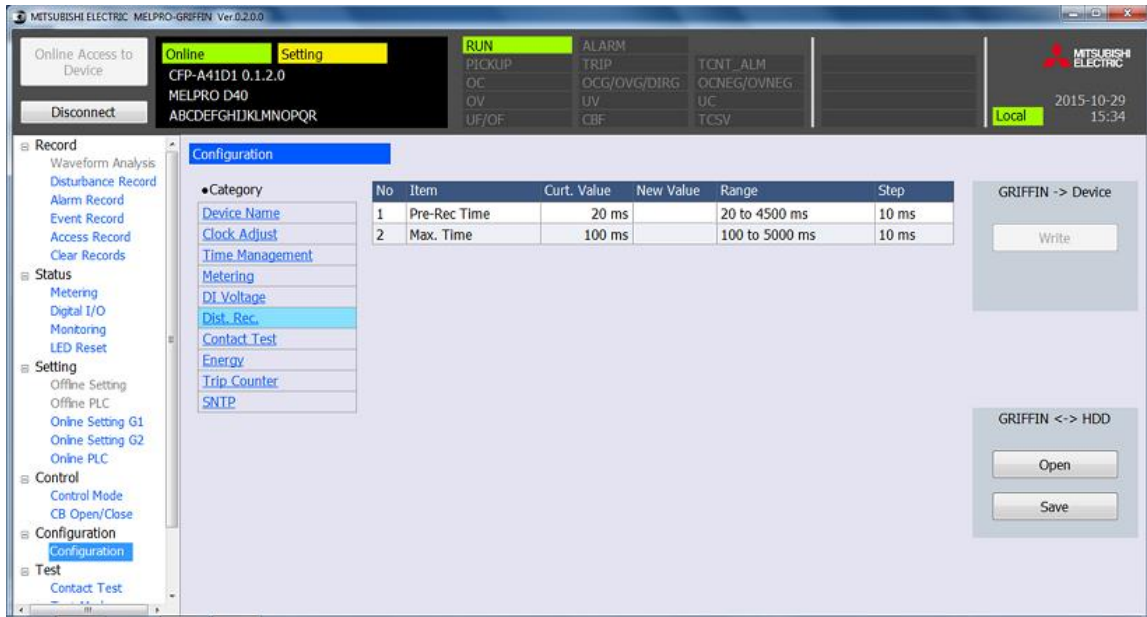 MITSUBISHI ELECTRIC MELPRO-GRIFFIN Ver.0.2.0.0
Online Access to
Device
Disconnect
Online Setting
CFP-A41D1 0.1.2.0
MELPRO D40
ABCDEFGHIJKLMNOPQR
RUN ALARM
PICKUP TRIP TCNT_ALM
OC OCG/OVG/DIRG OCNEG/OVNEG
OV UV UC
UF/OF CBF TCSV
MITSUBISHI
ELECTRIC
2015-10-29
Local 15:34
Record
Waveform Analysis
Disturbance Record
Alarm Record
Event Record
Access Record
Clear Records
Status
Metering
Digital I/O
Monitoring
LED Reset
Setting
Offline Setting
Offline PLC
Online Setting G1
Online Setting G2
Online PLC
Control
Control Mode
CB Open/Close
Configuration
Configuration
Test
Contact Test
Configuration
●Category
Device Name
Clock Adjust
Time Management
Metering
DI Voltage
Dist. Rec.
Contact Test
Energy
Trip Counter
SNTP
No Item Curt. Value New Value Range Step
1 Pre-Rec Time 20 ms 20 to 4500 ms 10 ms
2 Max. Time 100 ms 100 to 5000 ms 10 ms
GRIFFIN -> Device
Write
GRIFFIN <-> HDD
Open
Save